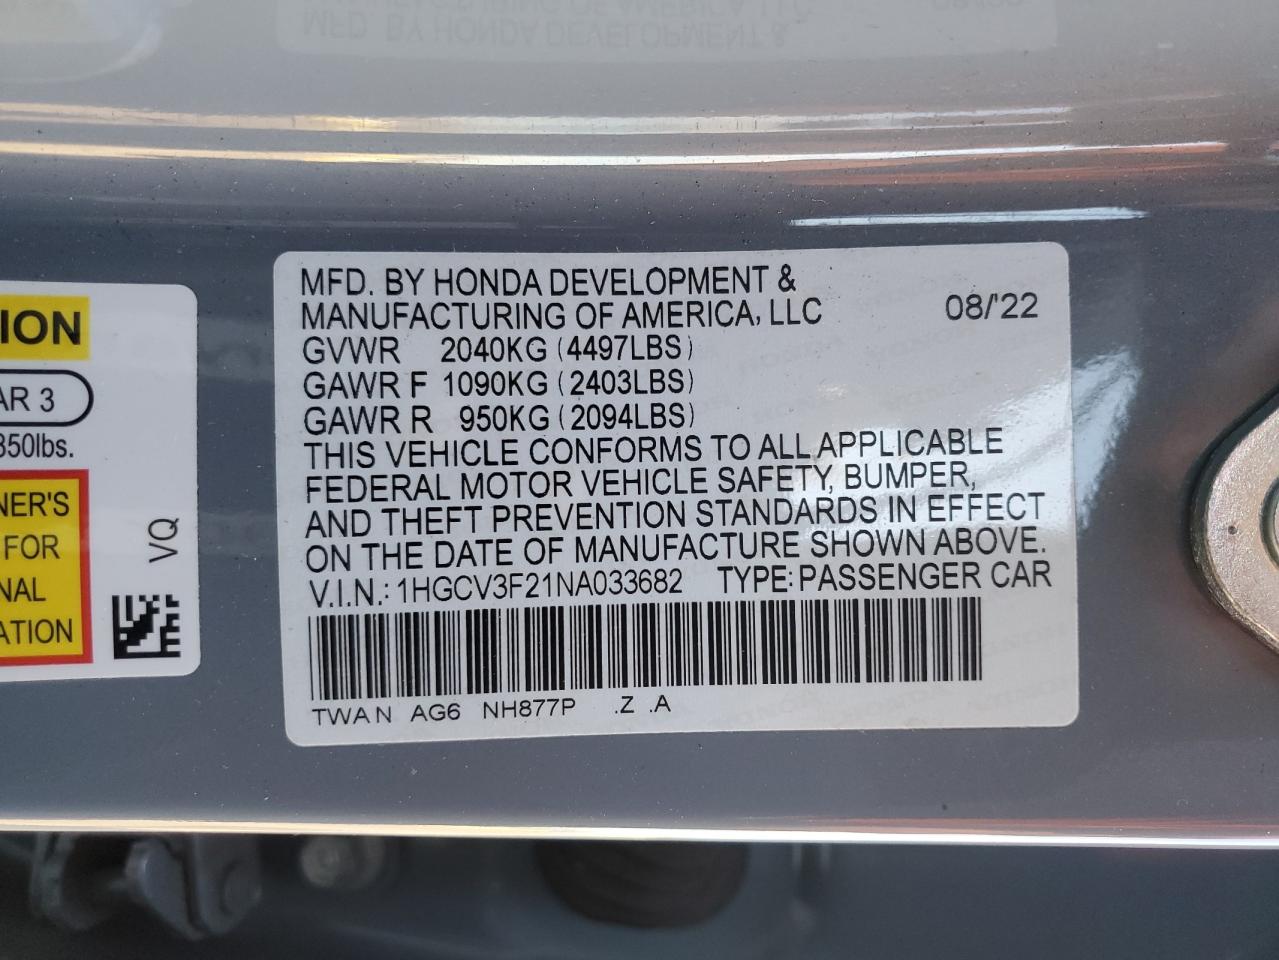 MFD. BY HONDA DEVELOPMENT &
MANUFACTURING OF AMERICA, LLC 08/'22
GVWR 2040KG (4497LBS)
GAWR F 1090KG (2403LBS)
GAWR R 950KG (2094LBS)
THIS VEHICLE CONFORMS TO ALL APPLICABLE
FEDERAL MOTOR VEHICLE SAFETY, BUMPER,
AND THEFT PREVENTION STANDARDS IN EFFECT
ON THE DATE OF MANUFACTURE SHOWN ABOVE.
V.I.N.: 1HGCV3F21NA033682 TYPE: PASSENGER CAR
TWAN AG6 NH877P .Z .A
ION
AR 3
350lbs.
NER'S
FOR
NAL
ATION
VQ